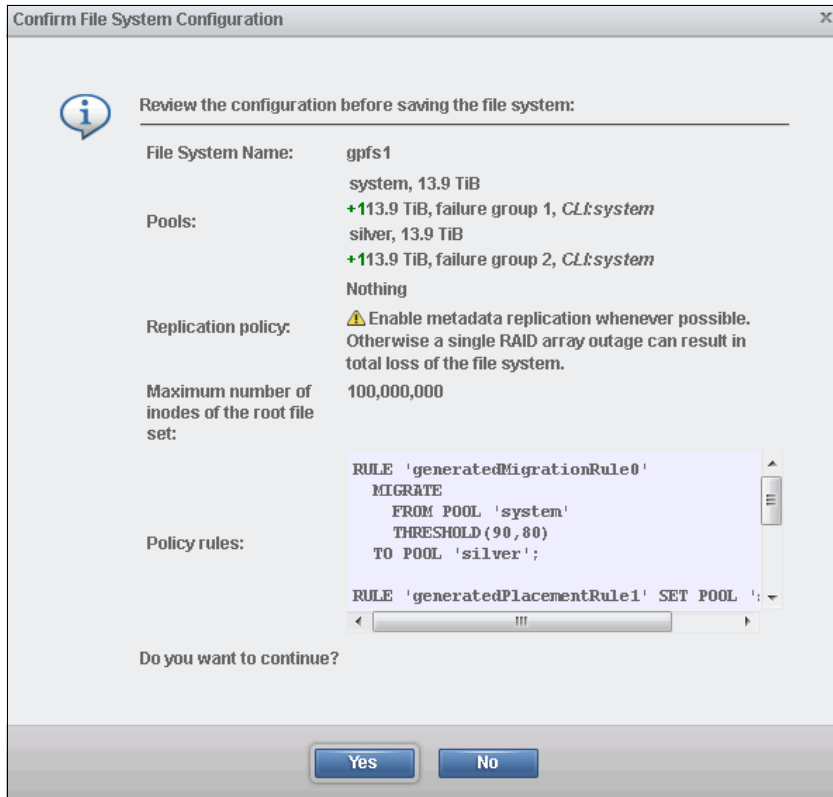 Confirm File System Configuration
x
Review the configuration before saving the file system:
File System Name: gpfs1
Pools:
system, 13.9 TiB
+113.9 TiB, failure group 1, CLI:system
silver, 13.9 TiB
+113.9 TiB, failure group 2, CLI:system
Replication policy:
Nothing
Enable metadata replication whenever possible.
Otherwise a single RAID array outage can result in
total loss of the file system.
Maximum number of
inodes of the root file
set:
100,000,000
Policy rules:
RULE 'generatedMigrationRule0'
MIGRATE
FROM POOL 'system'
THRESHOLD(90,80)
TO POOL 'silver';
RULE 'generatedPlacementRule1' SET POOL '
Do you want to continue?
Yes
No